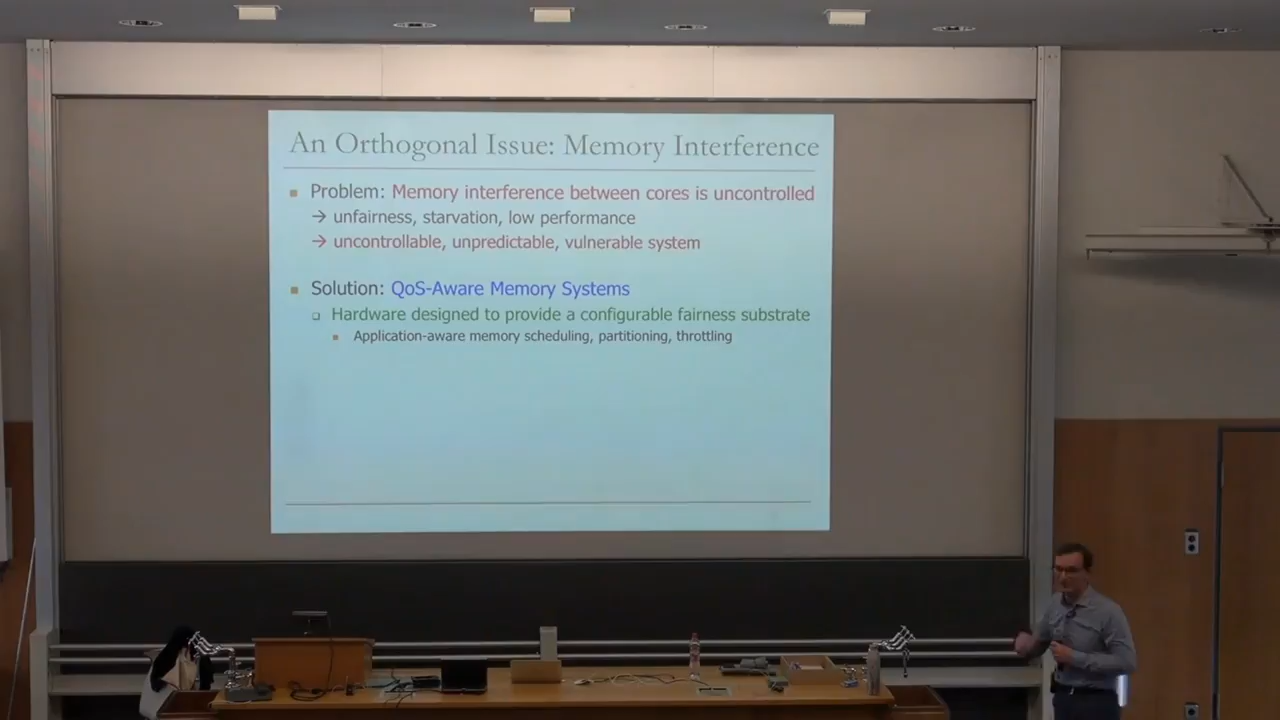 An Orthogonal Issue: Memory Interference
Problem: Memory interference between cores is uncontrolled
→ unfairness, starvation, low performance
→ uncontrollable, unpredictable, vulnerable system
Solution: QoS-Aware Memory Systems
Hardware designed to provide a configurable fairness substrate
Application-aware memory scheduling, partitioning, throttling